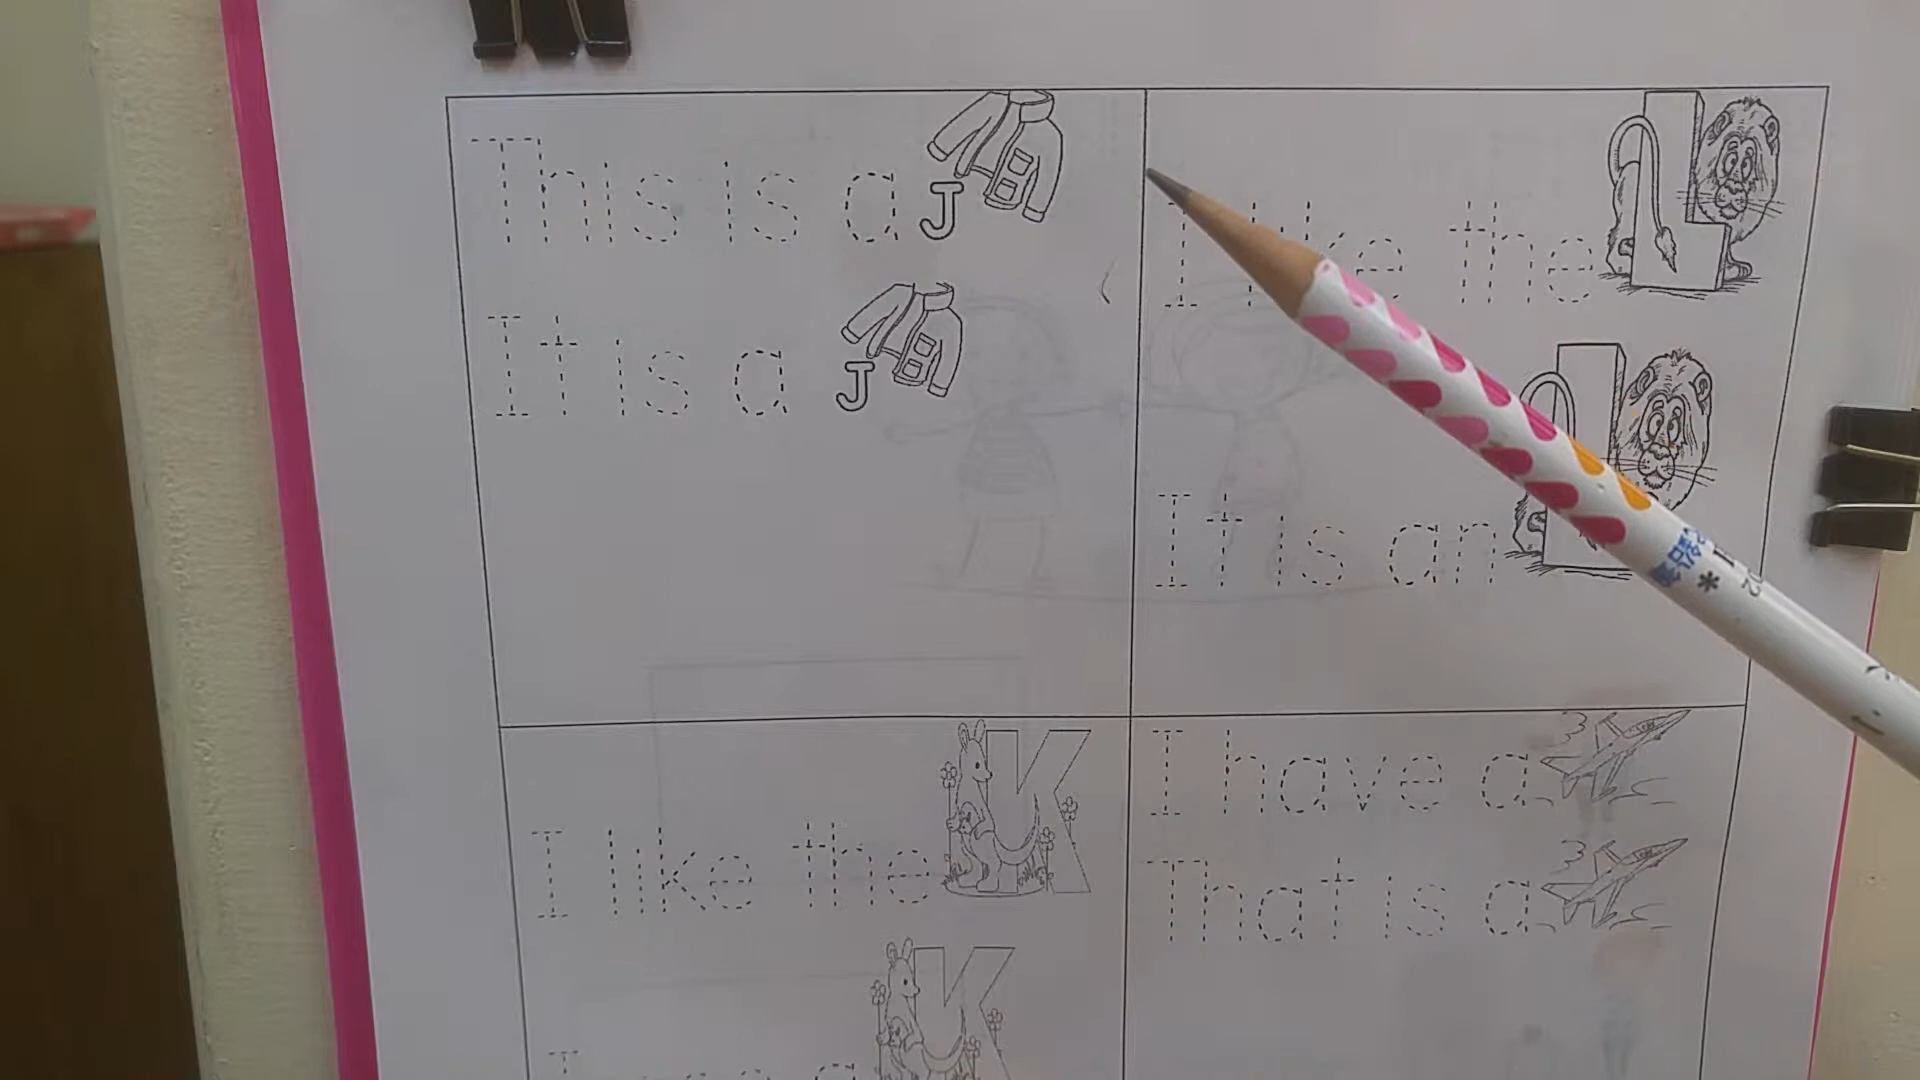 This is a J
It is a J
I like the L
It is an L
I like the K
K
I have a
That is a